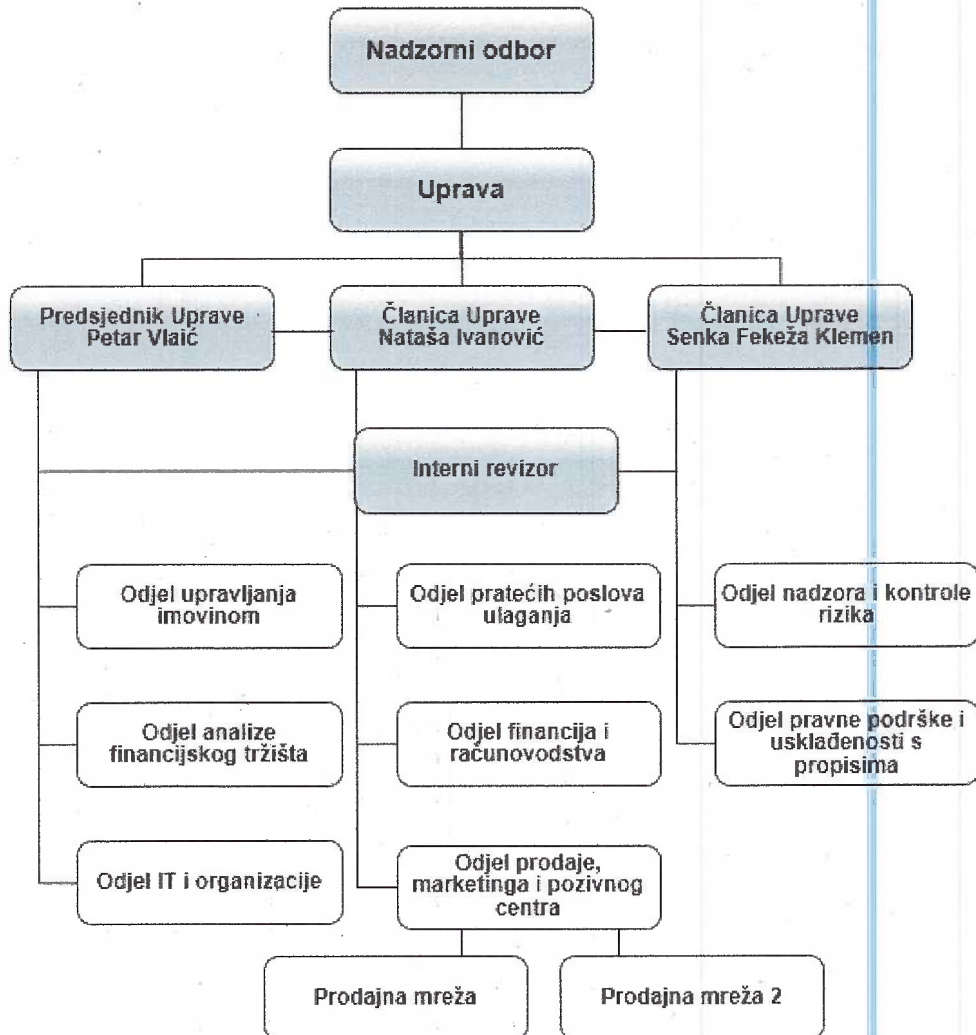 Nadzorni odbor
Uprava
Predsjednik Uprave
Petar Vlaić
Članica Uprave
Nataša Ivanović
Članica Uprave
Senka Fekeža Klemen
Interni revizor
Odjel upravljanja
imovinom
Odjel pratećih poslova
ulaganja
Odjel nadzora i kontrole
rizika
Odjel analize
financijskog tržišta
Odjel financija i
računovodstva
Odjel pravne podrške i
usklađenosti s
propisima
Odjel IT i organizacije
Odjel prodaje,
marketinga i pozivnog
centra
Prodajna mreža
Prodajna mreža 2